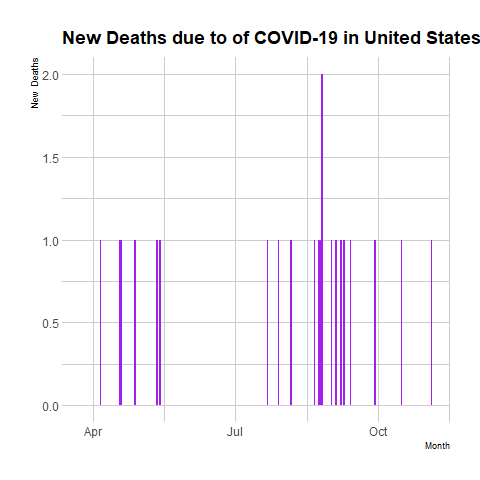 New Deaths due to of COVID-19 in United States
New Deaths
2.0
1.5
1.0
0.5
0.0
Apr
Jul
Oct
Month